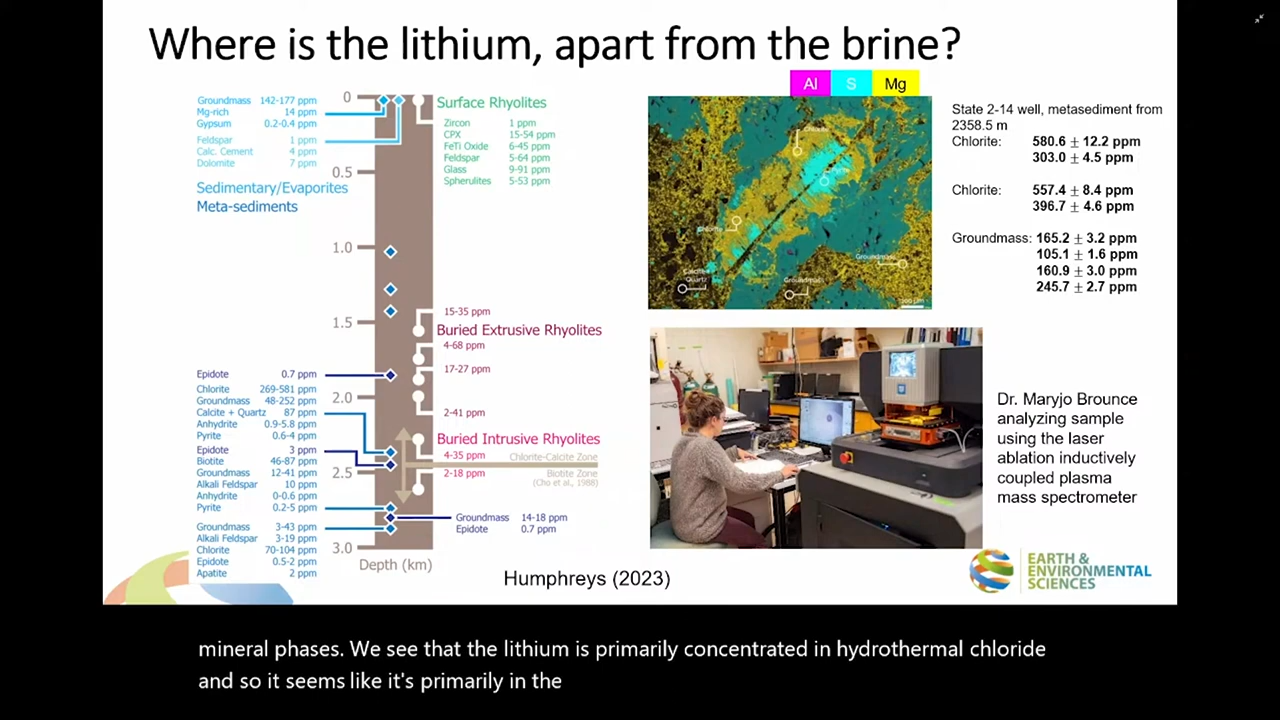 Where is the lithium, apart from the brine?
Al S Mg
Groundmass 142-177 ppm
Mg-rich 14 ppm
Gypsum 0.2-0.4 ppm
Feldspar 1 ppm
Calc. Cement 4 ppm
Dolomite 7 ppm
Sedimentary/Evaporites
Meta-sediments
Epidote 0.7 ppm
Chlorite 269-581 ppm
Groundmass 48-252 ppm
Calcite + Quartz 87 ppm
Anhydrite 0.9-5.8 ppm
Pyrite 0.6-4 ppm
Epidote 3 ppm
Biotite 46-87 ppm
Groundmass 12-41 ppm
Alkali Feldspar 10 ppm
Anhydrite 0-0.6 ppm
Pyrite 0.2-5 ppm
Groundmass 3-43 ppm
Alkali Feldspar 3-19 ppm
Chlorite 70-104 ppm
Epidote 0.5-2 ppm
Apatite 2 ppm
0
0.5
1.0
1.5
2.0
2.5
3.0
Depth (km)
Surface Rhyolites
Zircon 1 ppm
CPX 15-54 ppm
FeTi Oxide 6-45 ppm
Feldspar 5-64 ppm
Glass 9-91 ppm
Spherulites 5-53 ppm
15-35 ppm
Buried Extrusive Rhyolites
4-68 ppm
17-27 ppm
2-41 ppm
Buried Intrusive Rhyolites
4-35 ppm
Chlorite-Calcite Zone
2-18 ppm
Biotite Zone
(Cho et al., 1988)
Groundmass 14-18 ppm
Epidote 0.7 ppm
Humphreys (2023)
Chlorite
Chlorite
Groundmass
Calcite+
Quartz
Groundmass
State 2-14 well, metasediment from
2358.5 m
Chlorite: 580.6 ± 12.2 ppm
303.0 ± 4.5 ppm
Chlorite: 557.4 ± 8.4 ppm
396.7 ± 4.6 ppm
Groundmass: 165.2 ± 3.2 ppm
105.1 ± 1.6 ppm
160.9 ± 3.0 ppm
245.7 ± 2.7 ppm
Dr. Maryjo Brounce
analyzing sample
using the laser
ablation inductively
coupled plasma
mass spectrometer
EARTH &
ENVIRONMENTAL
SCIENCES
mineral phases. We see that the lithium is primarily concentrated in hydrothermal chloride
and so it seems like it's primarily in the